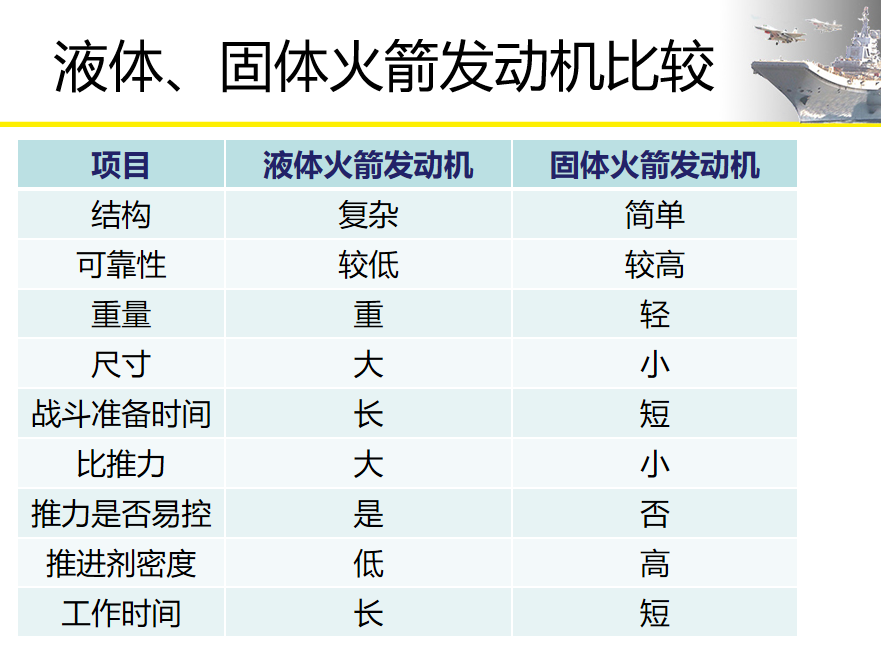 液体、固体火箭发动机比较
项目 液体火箭发动机 固体火箭发动机
结构 复杂 简单
可靠性 较低 较高
重量 重 轻
尺寸 大 小
战斗准备时间 长 短
比推力 大 小
推力是否易控 是 否
推进剂密度 低 高
工作时间 长 短